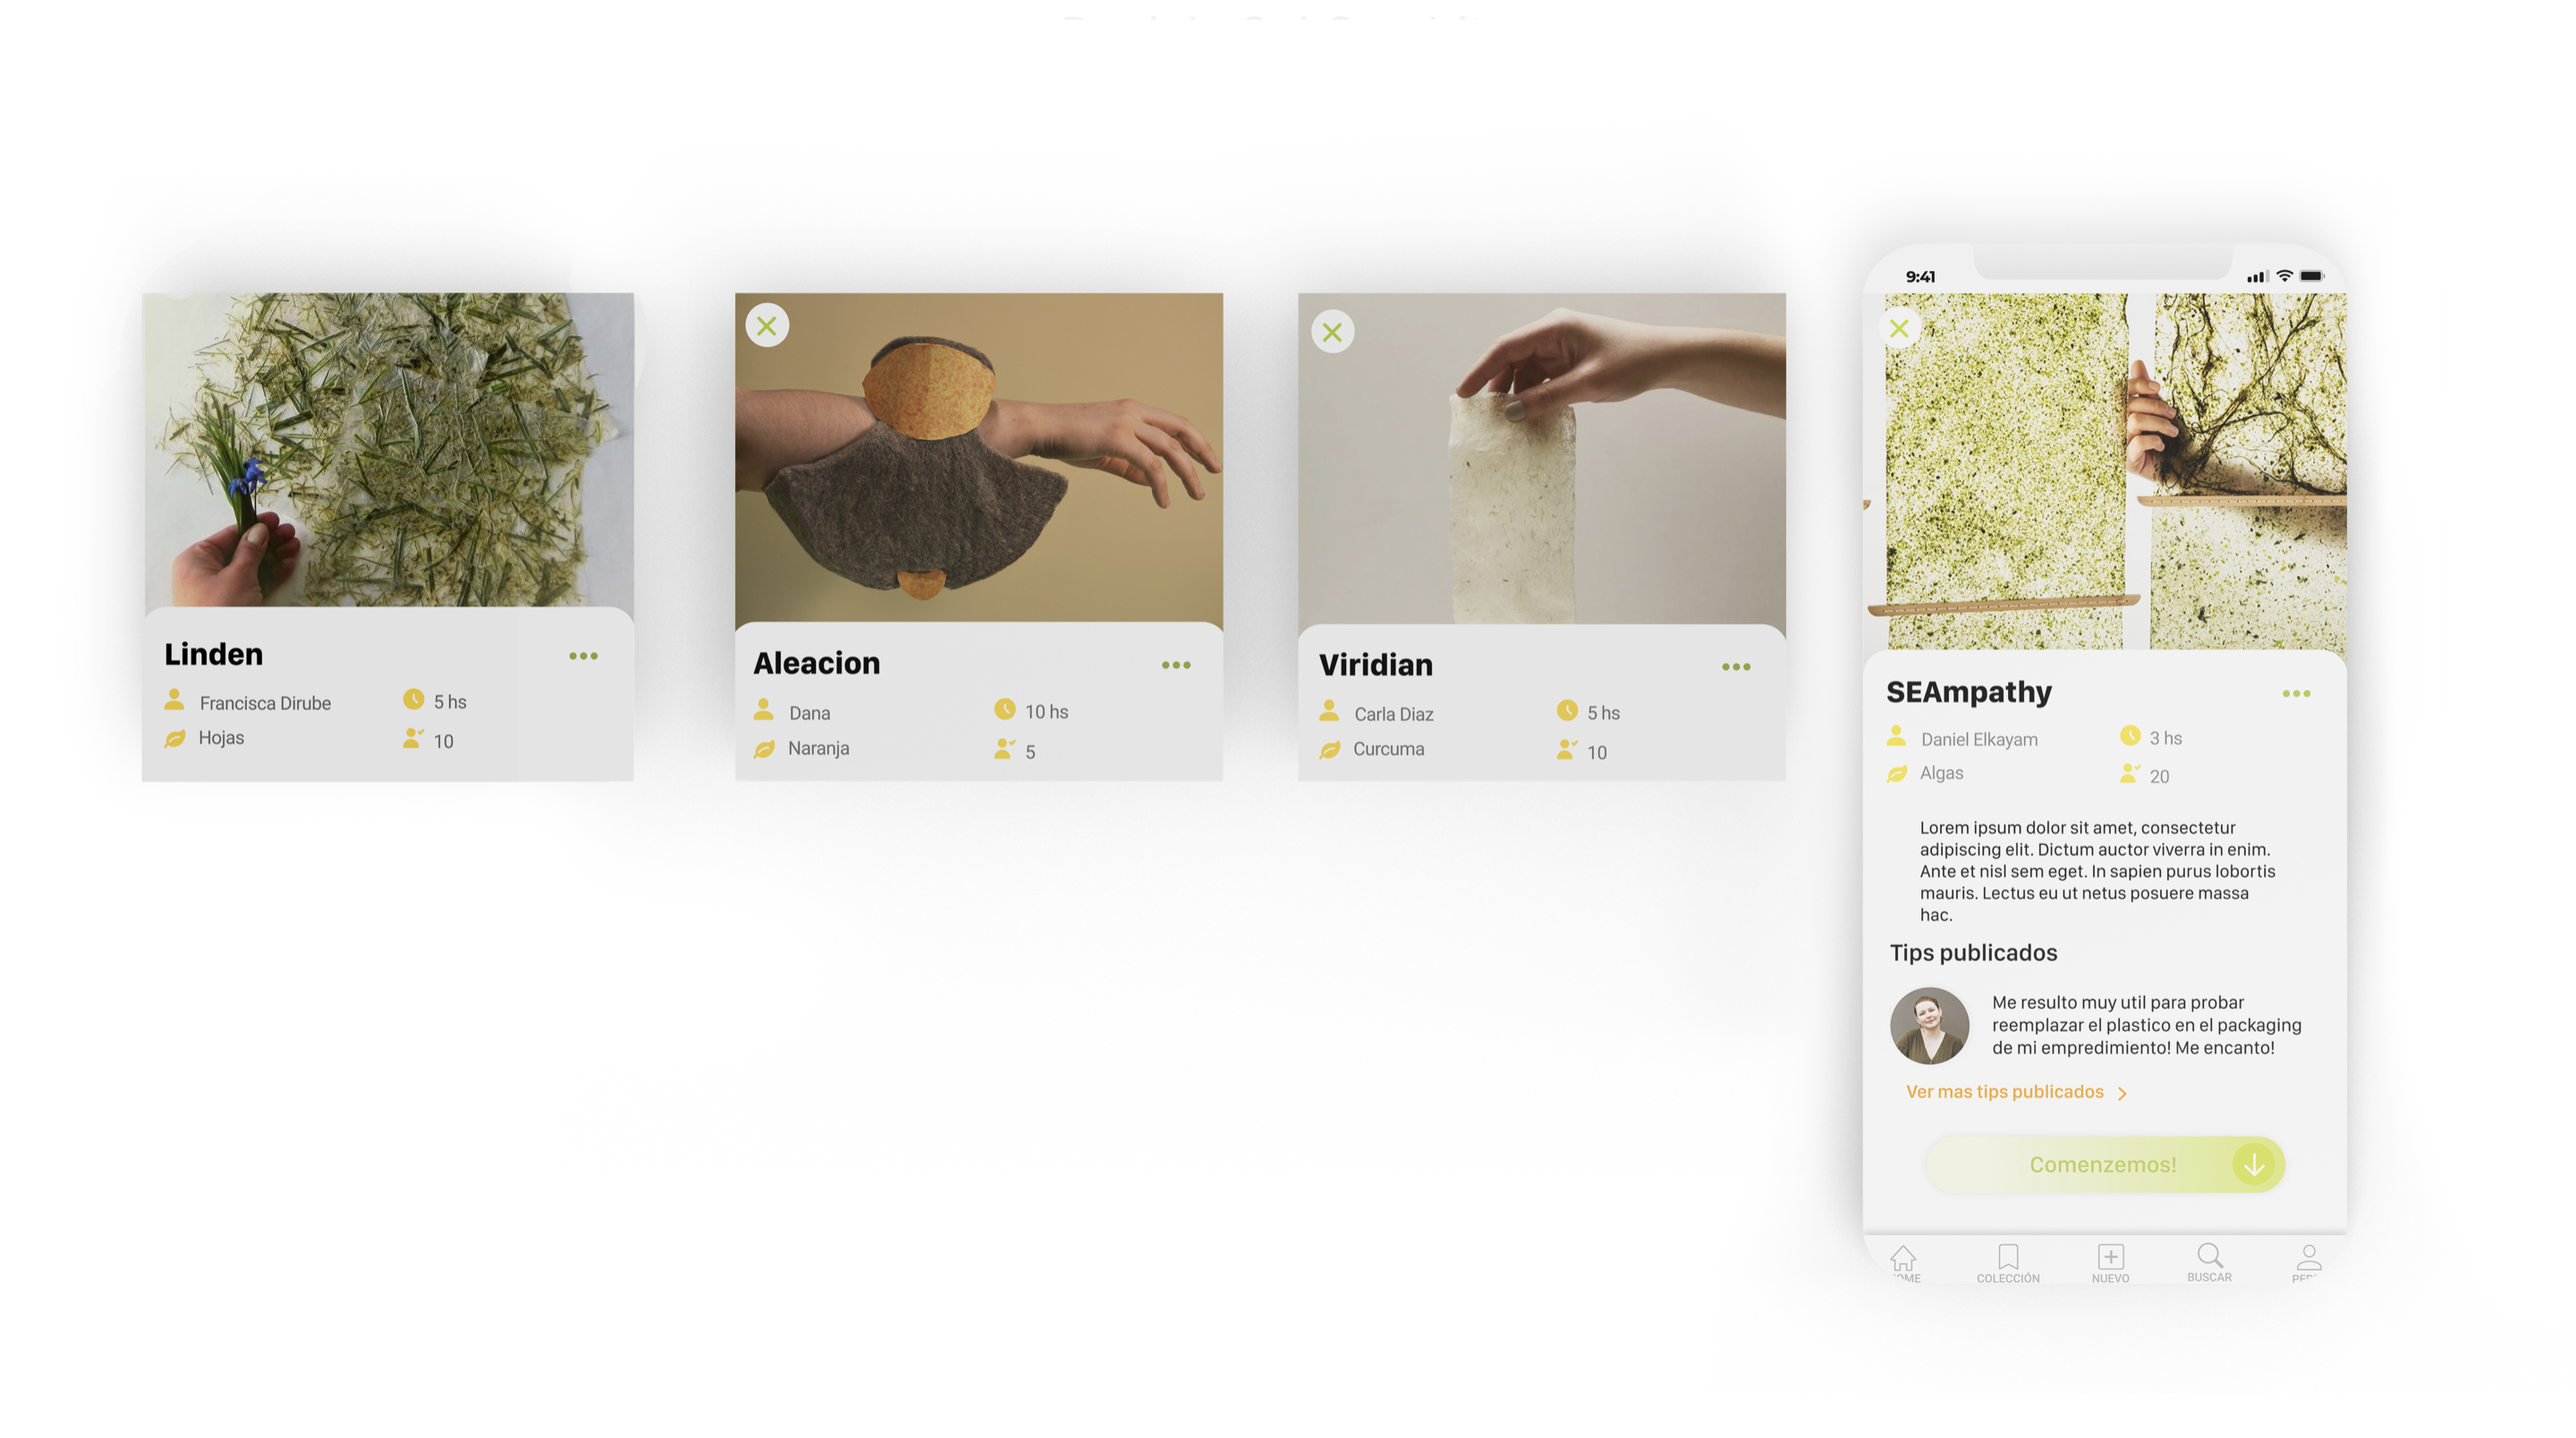 Linden
Francisca Dirube
5 hs
Hojas
10
Aleacion
Dana
10 hs
Naranja
5
Viridian
Carla Diaz
5 hs
Curcuma
10
9:41
SEAmpathy
Daniel Elkayam
3 hs
Algas
20
Lorem ipsum dolor sit amet, consectetur
adipiscing elit. Dictum auctor viverra in enim.
Ante et nisl sem eget. In sapien purus lobortis
mauris. Lectus eu ut netus posuere massa
hac.
Tips publicados
Me resulto muy util para probar
reemplazar el plastico en el packaging
de mi empredimiento! Me encanto!
Ver mas tips publicados
Comenzemos!
COLECCIÓN
NUEVO
BUSCAR